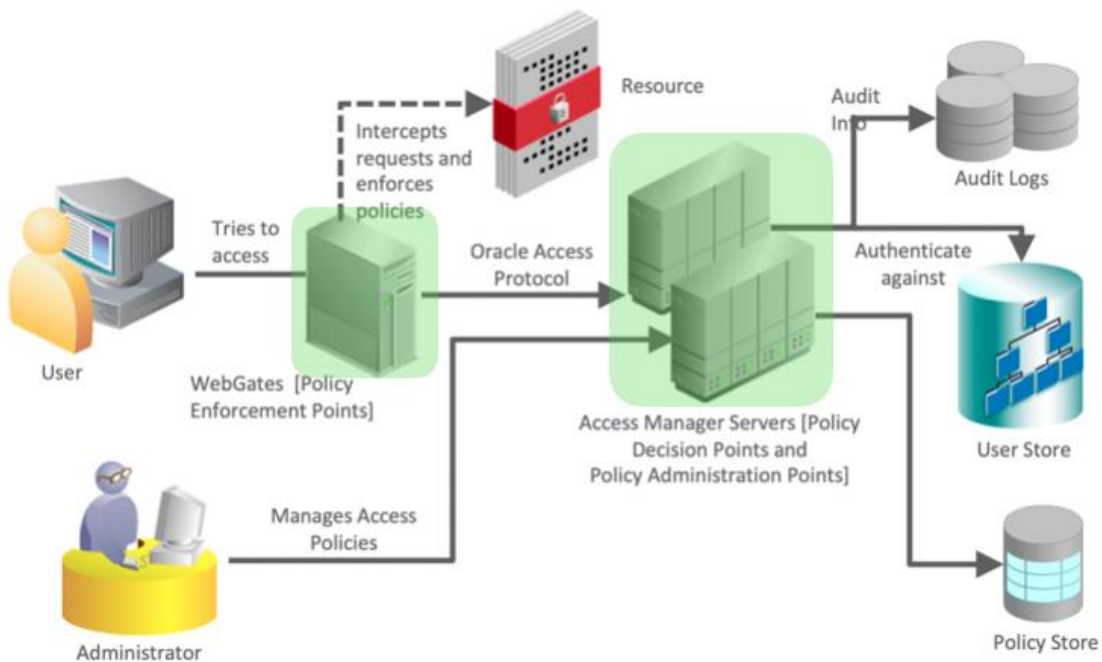 Resource
Intercepts
requests and
enforces
policies
Audit
Info
Audit Logs
Tries to
access
Oracle Access
Protocol
Authenticate
against
User
WebGates [Policy
Enforcement Points]
Access Manager Servers [Policy
Decision Points and
Policy Administration Points]
User Store
Manages Access
Policies
Administrator
Policy Store